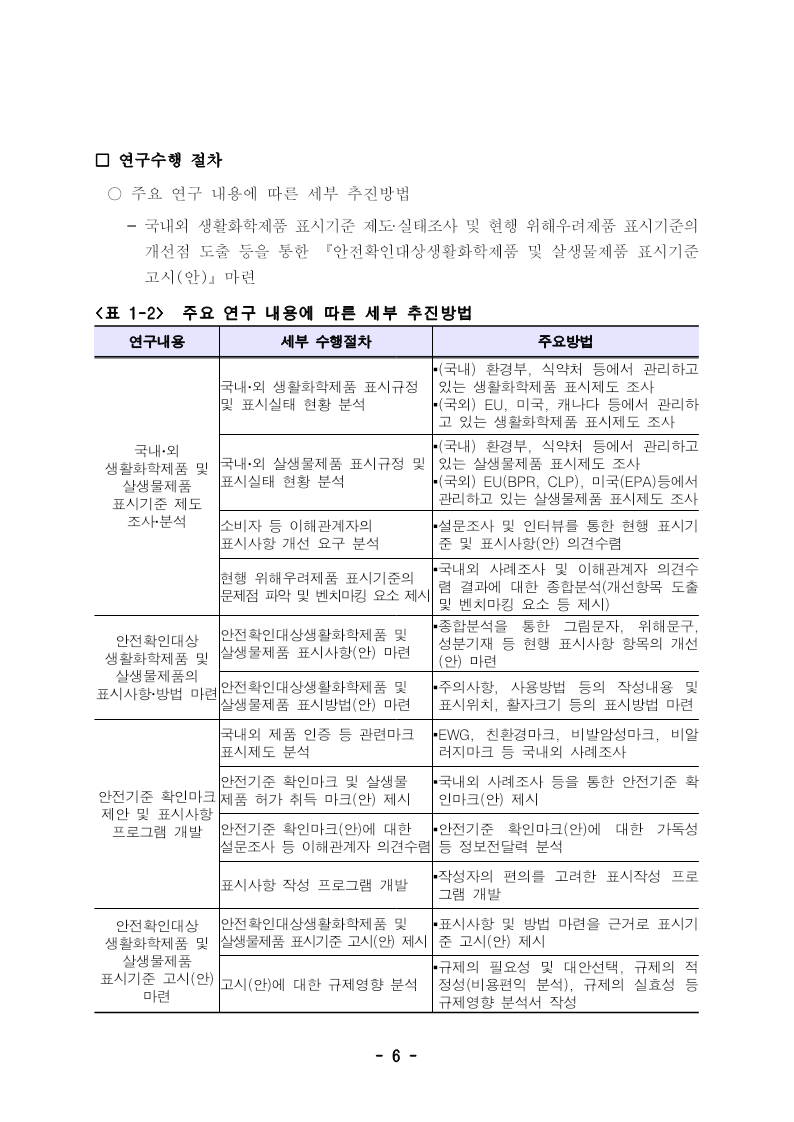 □ 연구수행 절차
○ 주요 연구 내용에 따른 세부 추진방법
- 국내외 생활화학제품 표시기준 제도·실태조사 및 현행 위해우려제품 표시기준의
개선점 도출 등을 통한 『안전확인대상생활화학제품 및 살생물제품 표시기준
고시(안)』 마련
<표 1-2> 주요 연구 내용에 따른 세부 추진방법
연구내용 세부 수행절차 주요방법
국내·외
생활화학제품 및
살생물제품
표시기준 제도
조사·분석
국내·외 생활화학제품 표시규정
및 표시실태 현황 분석
▪(국내) 환경부, 식약처 등에서 관리하고
있는 생활화학제품 표시제도 조사
▪(국외) EU, 미국, 캐나다 등에서 관리하
고 있는 생활화학제품 표시제도 조사
국내·외 살생물제품 표시규정 및
표시실태 현황 분석
▪(국내) 환경부, 식약처 등에서 관리하고
있는 살생물제품 표시제도 조사
▪(국외) EU(BPR, CLP), 미국(EPA)등에서
관리하고 있는 살생물제품 표시제도 조사
소비자 등 이해관계자의
표시사항 개선 요구 분석
▪설문조사 및 인터뷰를 통한 현행 표시기
준 및 표시사항(안) 의견수렴
현행 위해우려제품 표시기준의
문제점 파악 및 벤치마킹 요소 제시
▪국내외 사례조사 및 이해관계자 의견수
렴 결과에 대한 종합분석(개선항목 도출
및 벤치마킹 요소 등 제시)
안전확인대상
생활화학제품 및
살생물제품의
표시사항·방법 마련
안전확인대상생활화학제품 및
살생물제품 표시사항(안) 마련
▪종합분석을 통한 그림문자, 위해문구,
성분기재 등 현행 표시사항 항목의 개선
(안) 마련
안전확인대상생활화학제품 및
살생물제품 표시방법(안) 마련
▪주의사항, 사용방법 등의 작성내용 및
표시위치, 활자크기 등의 표시방법 마련
안전기준 확인마크
제안 및 표시사항
프로그램 개발
국내외 제품 인증 등 관련마크
표시제도 분석
▪EWG, 친환경마크, 비발암성마크, 비알
러지마크 등 국내외 사례조사
안전기준 확인마크 및 살생물
제품 허가 취득 마크(안) 제시
▪국내외 사례조사 등을 통한 안전기준 확
인마크(안) 제시
안전기준 확인마크(안)에 대한
설문조사 등 이해관계자 의견수렴
▪안전기준 확인마크(안)에 대한 가독성
등 정보전달력 분석
표시사항 작성 프로그램 개발
▪작성자의 편의를 고려한 표시작성 프로
그램 개발
안전확인대상
생활화학제품 및
살생물제품
표시기준 고시(안)
마련
안전확인대상생활화학제품 및
살생물제품 표시기준 고시(안) 제시
▪표시사항 및 방법 마련을 근거로 표시기
준 고시(안) 제시
고시(안)에 대한 규제영향 분석
▪규제의 필요성 및 대안선택, 규제의 적
정성(비용편익 분석), 규제의 실효성 등
규제영향 분석서 작성
- 6 -